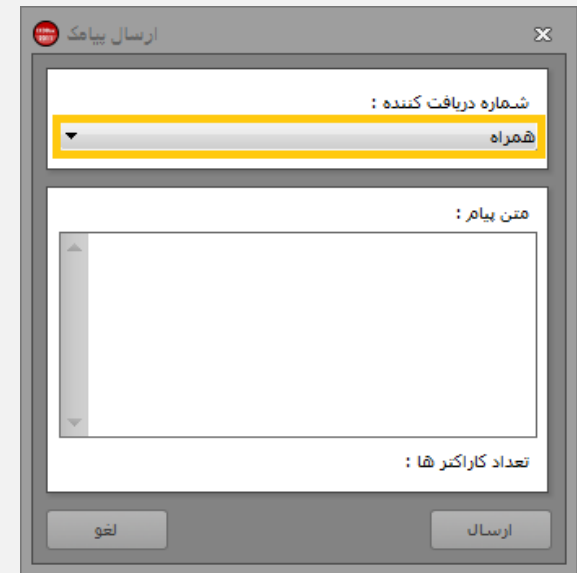 ارسال پیامک
شماره دریافت کننده :
همراه
متن پیام :
تعداد کاراکتر ها :
ارسال
لغو